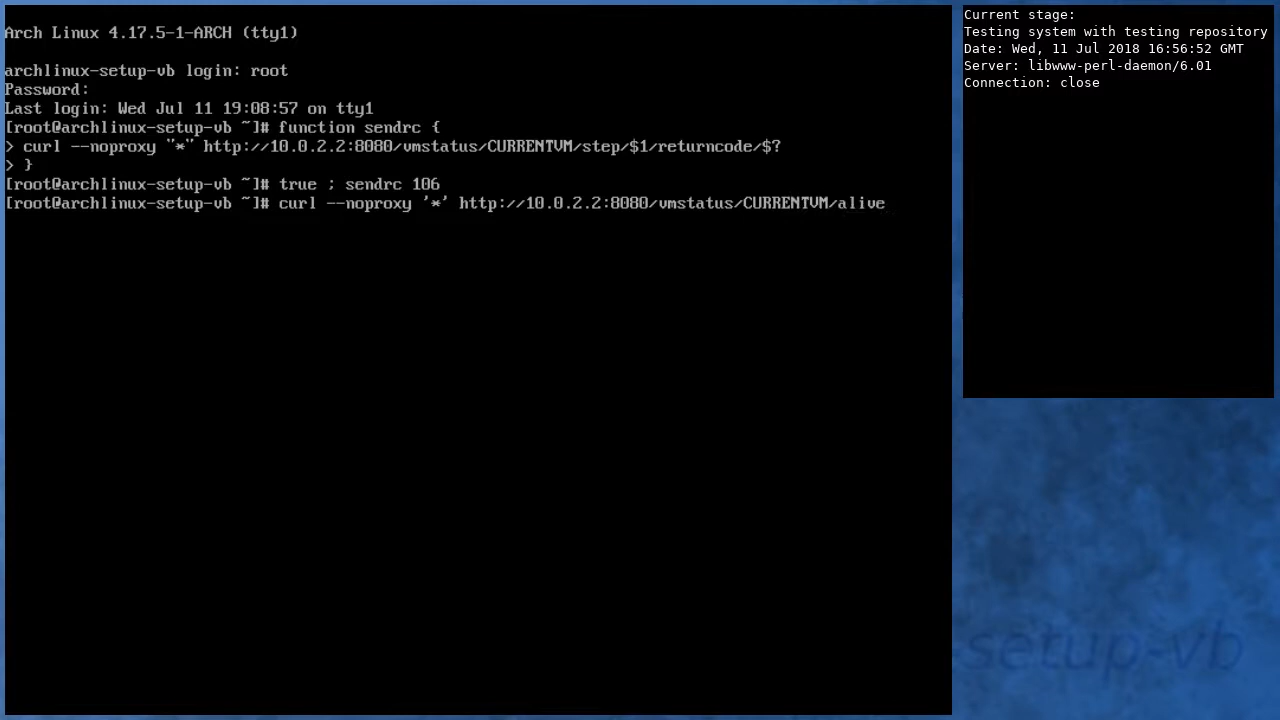 Arch Linux 4.17.5-1-ARCH (tty1)
archlinux-setup-vb login: root
Password:
Last login: Wed Jul 11 19:08:57 on tty1
[root@archlinux-setup-vb ~]# function sendrc {
> curl --noproxy "*" http://10.0.2.2:8080/vmstatus/CURRENTVM/step/$1/returncode/$?
> }
[root@archlinux-setup-vb ~]# true ; sendrc 106
[root@archlinux-setup-vb ~]# curl --noproxy '*' http://10.0.2.2:8080/vmstatus/CURRENTVM/alive
Current stage:
Testing system with testing repository
Date: Wed, 11 Jul 2018 16:56:52 GMT
Server: libwww-perl-daemon/6.01
Connection: close
setup-vb